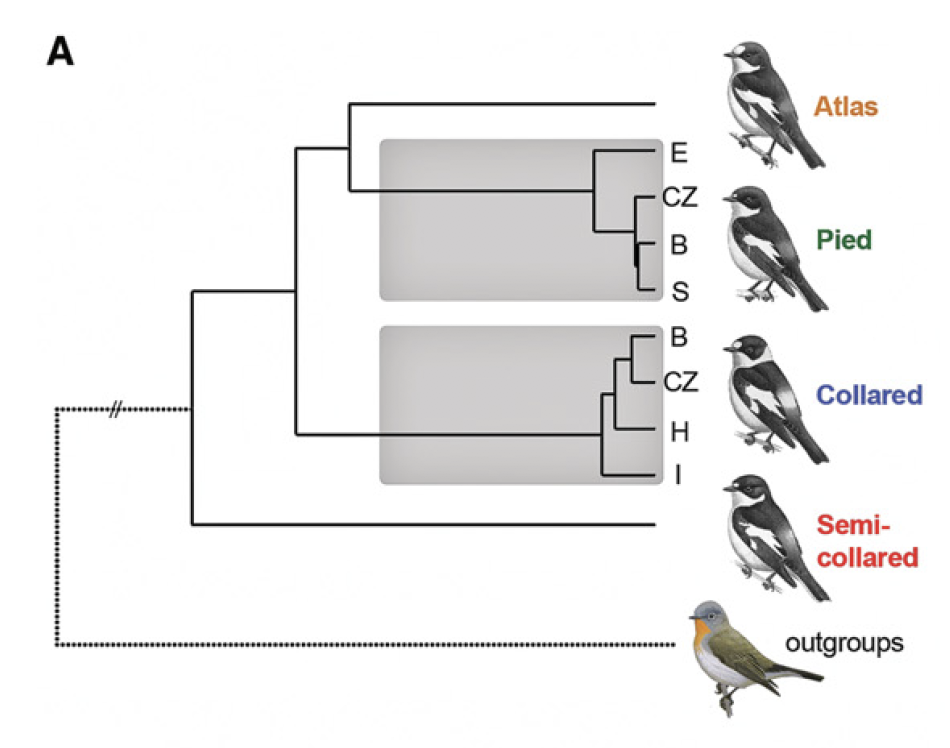 A
Atlas
E
CZ
Pied
B
S
B
CZ
Collared
H
I
Semi-
collared
outgroups